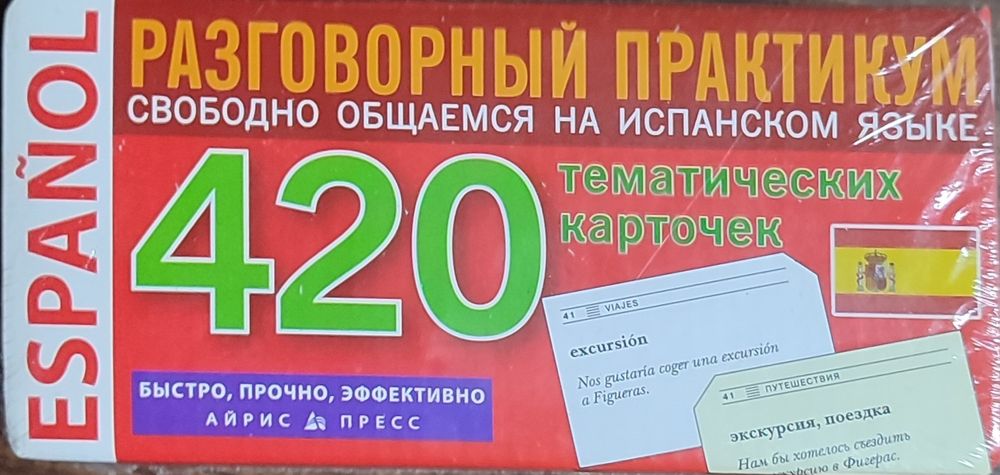 ESPAÑOL
РАЗГОВОРНЫЙ ПРАКТИКУМ
СВОБОДНО ОБЩАЕМСЯ НА ИСПАНСКОМ ЯЗЫКЕ
420
тематических
карточек
41 VIAJES
excursión
Nos gustaría coger una excursión
a Figueras.
41 ПУТЕШЕСТВИЯ
экскурсия, поездка
Нам бы хотелось съездить
в Фигерас.
БЫСТРО, ПРОЧНО, ЭФФЕКТИВНО
АЙРИС ПРЕСС